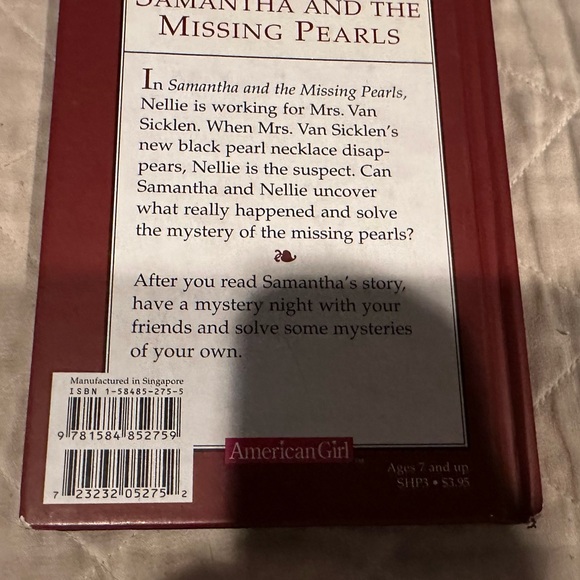 SAMANTHA AND THE
MISSING PEARLS
In Samantha and the Missing Pearls,
Nellie is working for Mrs. Van
Sicklen. When Mrs. Van Sicklen's
new black pearl necklace disap-
pears, Nellie is the suspect. Can
Samantha and Nellie uncover
what really happened and solve
the mystery of the missing pearls?
After you read Samantha's story,
have a mystery night with your
friends and solve some mysteries
of your own.
Manufactured in Singapore
ISBN 1-58485-275-5
9 781584 852759
7 23232 05275 2
American Girl™
Ages 7 and up
SHP3 • $3.95